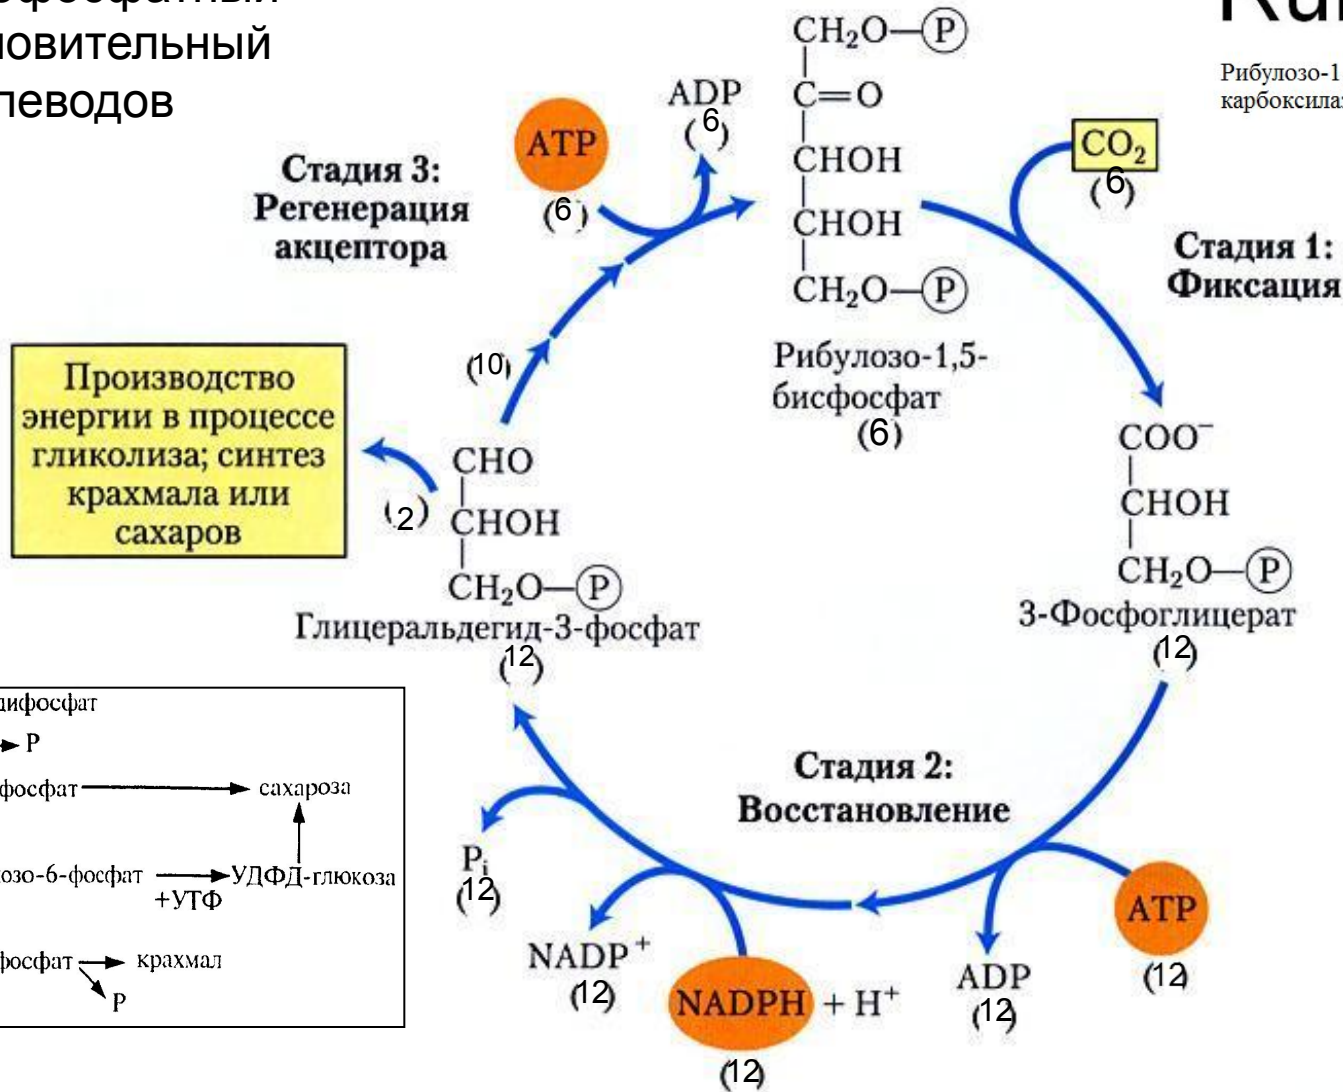 овительный
леводов
Рибулозо-1
CH₂O—(P)
C=O
CHOH
CHOH
CH₂O—(P)
Рибулозо-1,5-
бисфосфат
(6)
CO₂
(6)
Стадия 1:
Фиксация
COO⁻
CHOH
CH₂O—(P)
3-Фосфоглицерат
(12)
ATP
(12)
ADP
(12)
Стадия 2:
Восстановление
NADPH + H⁺
(12)
NADP⁺
(12)
Pᵢ
(12)
CHO
CHOH
CH₂O—(P)
Глицеральдегид-3-фосфат
(12)
(2)
Производство
энергии в процессе
гликолиза; синтез
крахмала или
сахаров
(10)
Стадия 3:
Регенерация
акцептора
ATP
(6)
ADP
(6)
дифосфат
P
фосфат → сахароза
озо-6-фосфат → УДФД-глюкоза
+УТФ
фосфат → крахмал
P